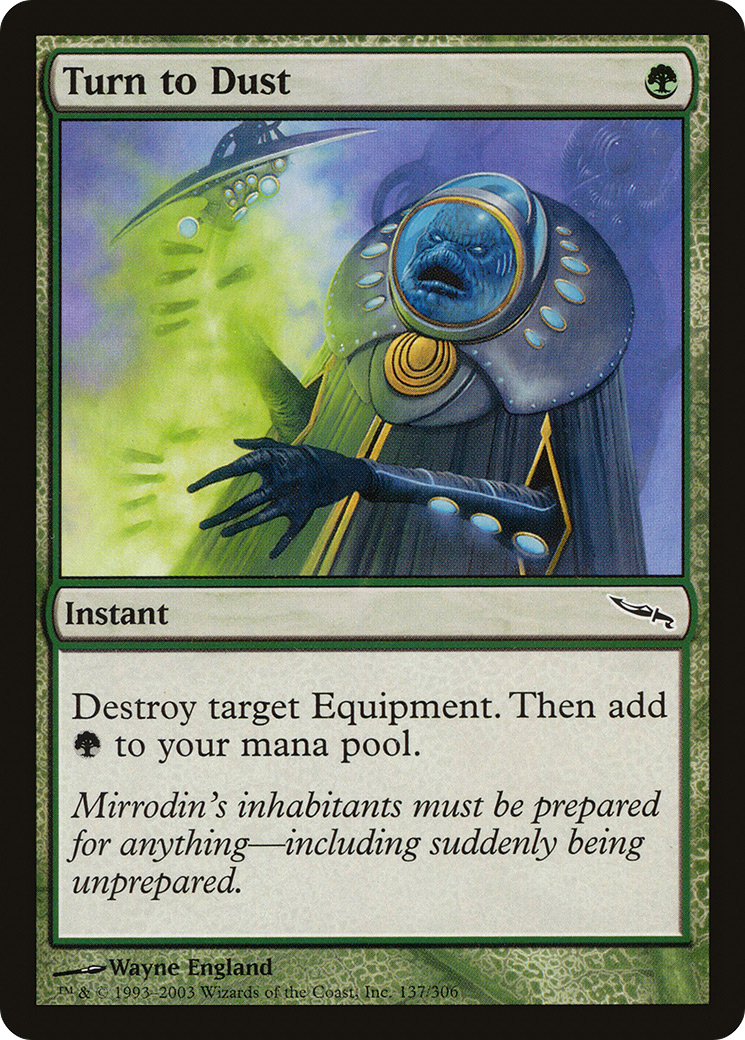 Turn to Dust
Instant
Destroy target Equipment. Then add
to your mana pool.
Mirrodin's inhabitants must be prepared
for anything—including suddenly being
unprepared.
Wayne England
™ & © 1993–2003 Wizards of the Coast, Inc. 137/306